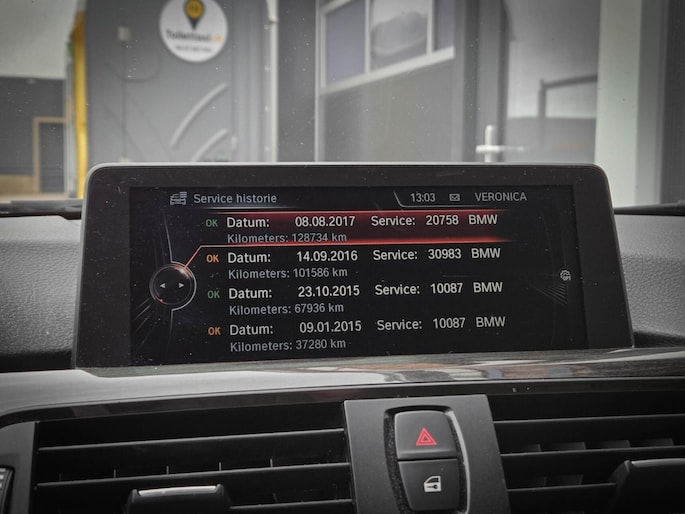 Service historie 13:03 VERONICA
OK Datum: 08.08.2017 Service: 20758 BMW
Kilometers: 128734 km
OK Datum: 14.09.2016 Service: 30983 BMW
Kilometers: 101586 km
OK Datum: 23.10.2015 Service: 10087 BMW
Kilometers: 67936 km
OK Datum: 09.01.2015 Service: 10087 BMW
Kilometers: 37280 km